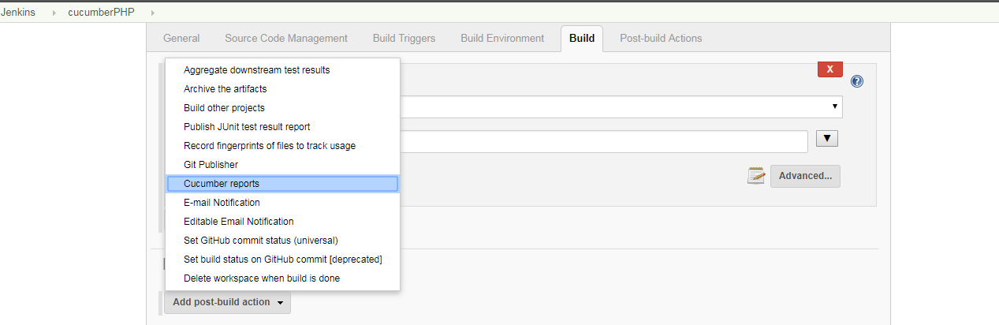 Jenkins cucumberPHP
General Source Code Management Build Triggers Build Environment Build Post-build Actions
Aggregate downstream test results
X
Archive the artifacts
Build other projects
Publish JUnit test result report
Record fingerprints of files to track usage
Git Publisher
Cucumber reports
Advanced...
E-mail Notification
Editable Email Notification
Set GitHub commit status (universal)
Set build status on GitHub commit [deprecated]
Delete workspace when build is done
Add post-build action